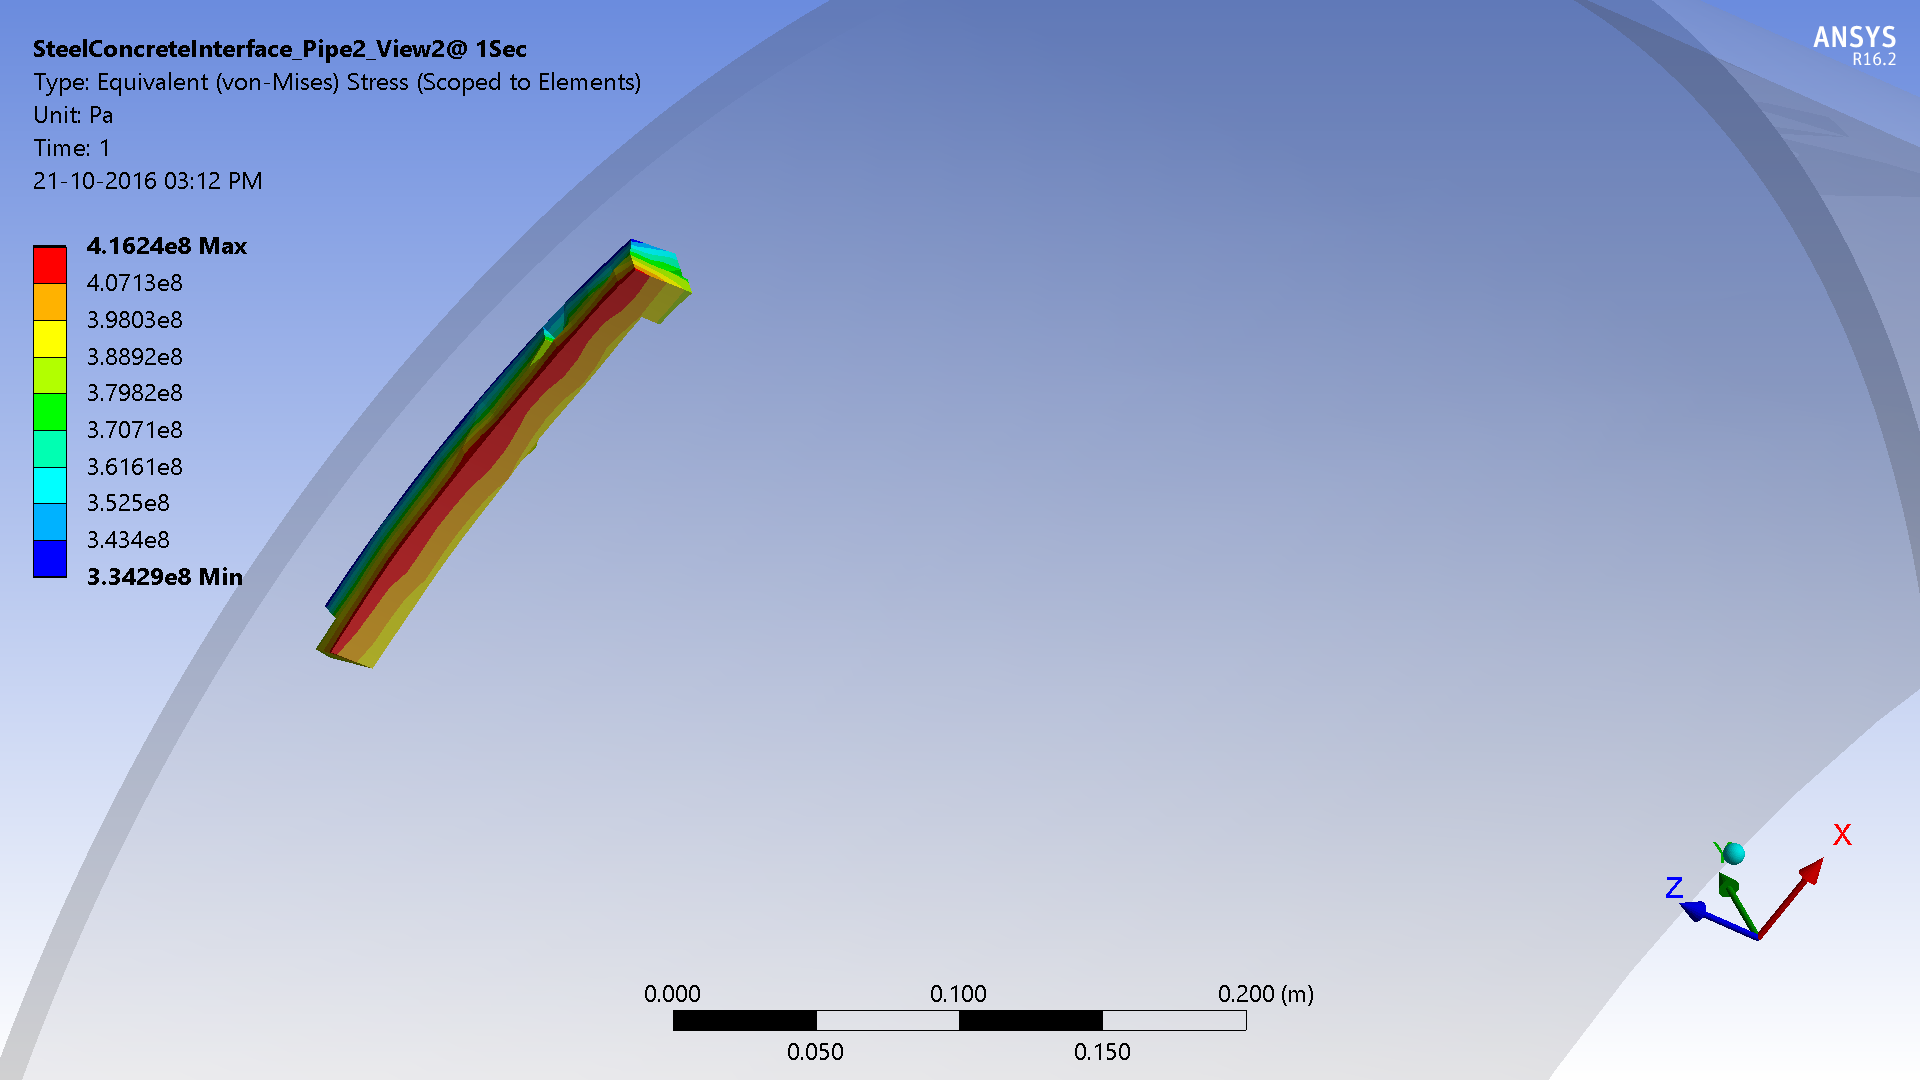 SteelConcreteInterface_Pipe2_View2@ 1Sec
Type: Equivalent (von-Mises) Stress (Scoped to Elements)
Unit: Pa
Time: 1
21-10-2016 03:12 PM
ANSYS
R16.2
4.1624e8 Max
4.0713e8
3.9803e8
3.8892e8
3.7982e8
3.7071e8
3.6161e8
3.525e8
3.434e8
3.3429e8 Min
X
Y
Z
0.000 0.100 0.200 (m)
0.050 0.150